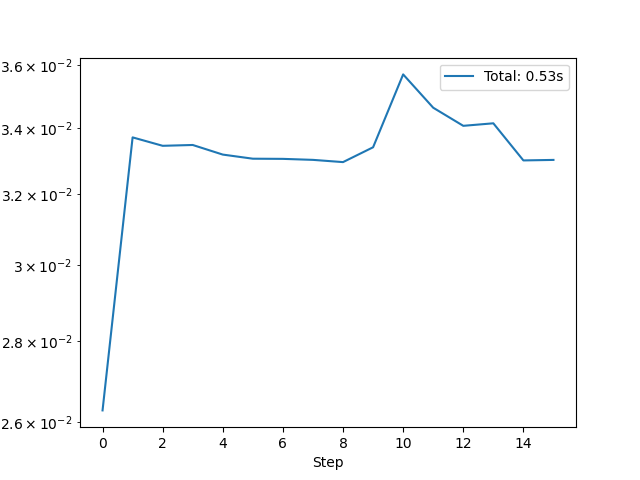 Total: 0.53s
3.6 × 10⁻²
3.4 × 10⁻²
3.2 × 10⁻²
3 × 10⁻²
2.8 × 10⁻²
2.6 × 10⁻²
0 2 4 6 8 10 12 14
Step